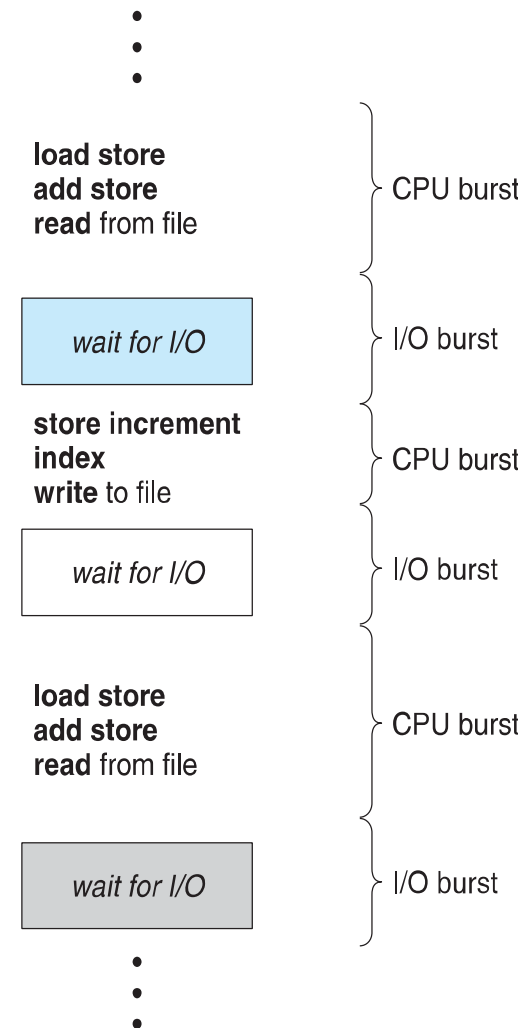 load store
add store
read from file
CPU burst
wait for I/O
I/O burst
store increment
index
write to file
CPU burst
wait for I/O
I/O burst
load store
add store
read from file
CPU burst
wait for I/O
I/O burst